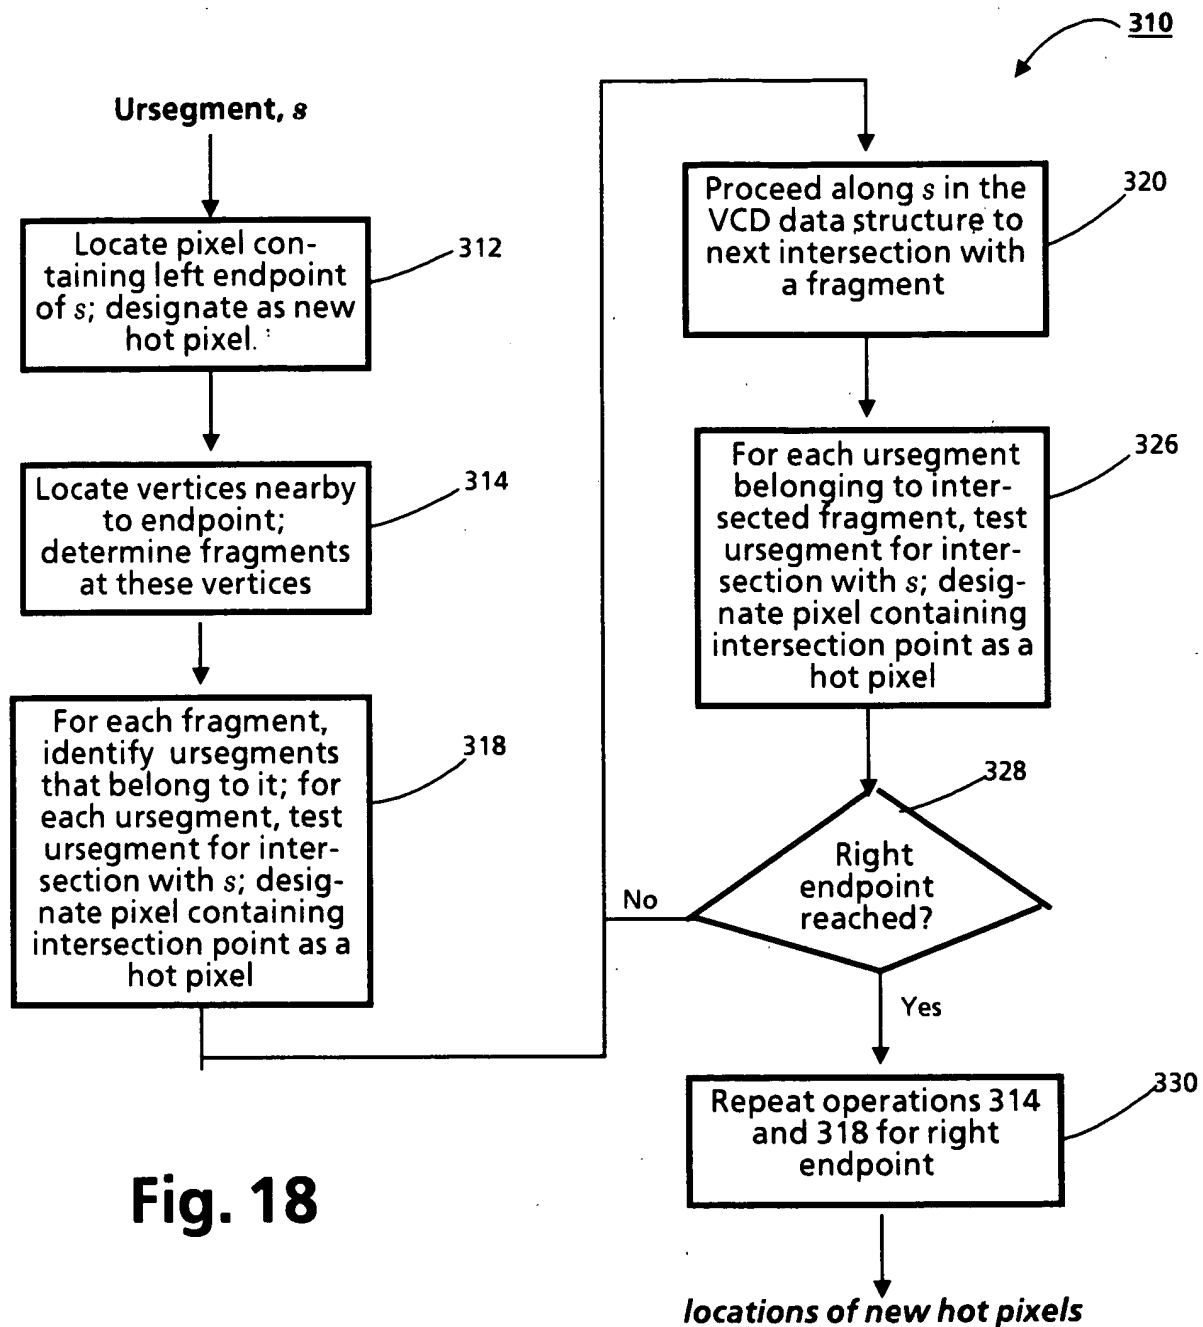 310
Ursegment, s
Locate pixel con-
taining left endpoint
of s; designate as new
hot pixel.
312
Locate vertices nearby
to endpoint;
determine fragments
at these vertices
314
For each fragment,
identify ursegments
that belong to it; for
each ursegment, test
ursegment for inter-
section with s; desig-
nate pixel containing
intersection point as a
hot pixel
318
Proceed along s in the
VCD data structure to
next intersection with
a fragment
320
For each ursegment
belonging to inter-
sected fragment, test
ursegment for inter-
section with s; desig-
nate pixel containing
intersection point as a
hot pixel
326
Right
endpoint
reached?
328
No
Yes
Repeat operations 314
and 318 for right
endpoint
330
locations of new hot pixels
Fig. 18